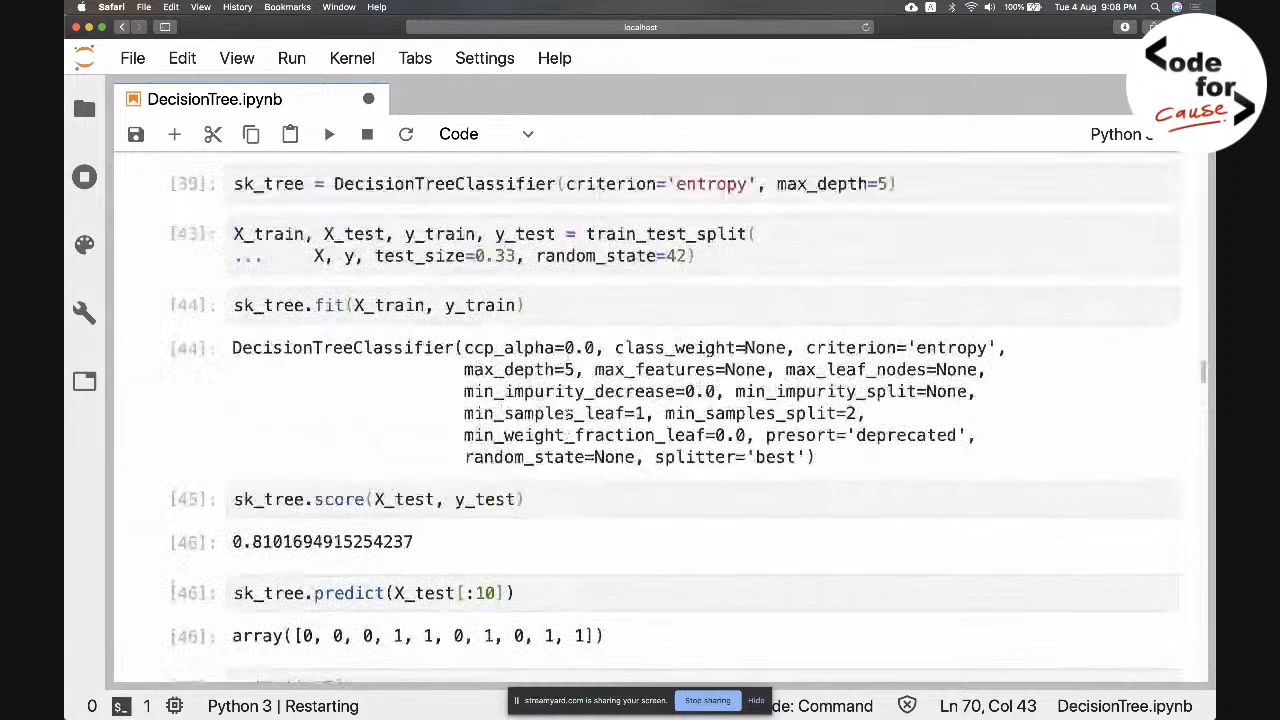 Safari File Edit View History Bookmarks Window Help
100% Tue 4 Aug 9:08 PM
localhost
Code
for
cause
File Edit View Run Kernel Tabs Settings Help
DecisionTree.ipynb
Code
Python
[39]: sk_tree = DecisionTreeClassifier(criterion='entropy', max_depth=5)
[43]: X_train, X_test, y_train, y_test = train_test_split(
... X, y, test_size=0.33, random_state=42)
[44]: sk_tree.fit(X_train, y_train)
[44]: DecisionTreeClassifier(ccp_alpha=0.0, class_weight=None, criterion='entropy',
max_depth=5, max_features=None, max_leaf_nodes=None,
min_impurity_decrease=0.0, min_impurity_split=None,
min_samples_leaf=1, min_samples_split=2,
min_weight_fraction_leaf=0.0, presort='deprecated',
random_state=None, splitter='best')
[45]: sk_tree.score(X_test, y_test)
0.8101694915254237
[46]: sk_tree.predict(X_test[:10])
array([0, 0, 0, 1, 1, 0, 1, 0, 1, 1])
streamyard.com is sharing your screen. Stop sharing Hide
0 1 Python 3 | Restarting
Command
Ln 70, Col 43 DecisionTree.ipynb